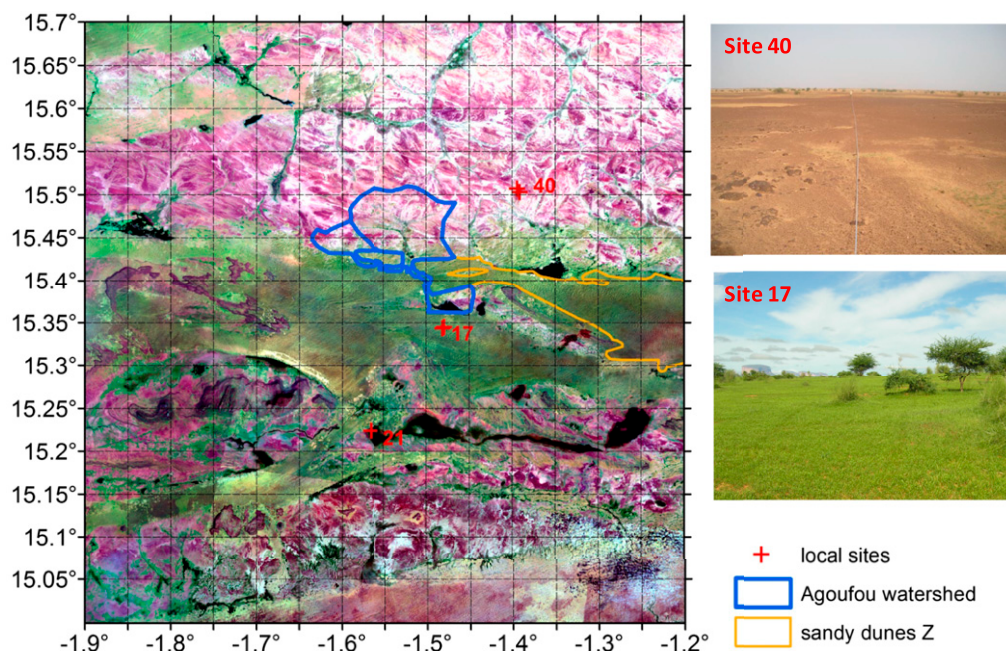 15.7°
15.65°
15.6°
15.55°
15.5°
15.45°
15.4°
15.35°
15.3°
15.25°
15.2°
15.15°
15.1°
15.05°
-1.9° -1.8° -1.7° -1.6° -1.5° -1.4° -1.3° -1.2°
40
17
21
Site 40
Site 17
local sites
Agoufou watershed
sandy dunes Z